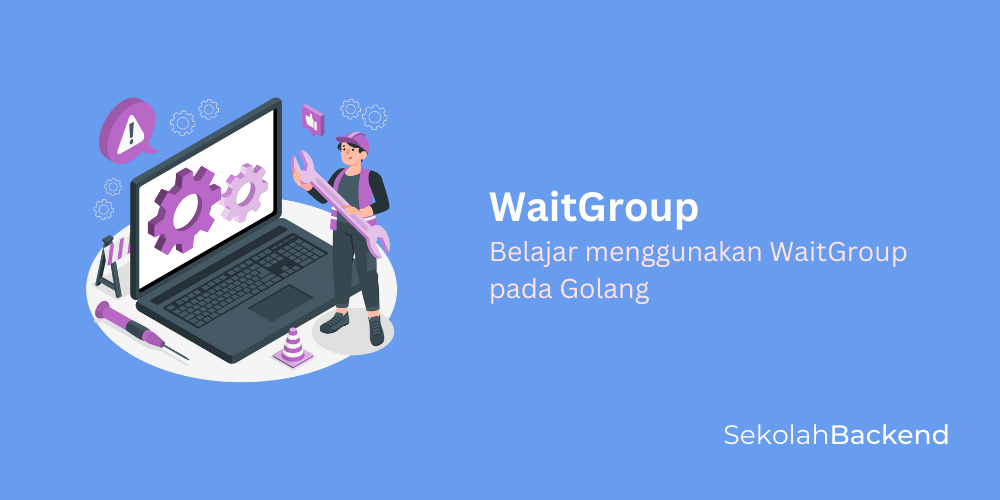 WaitGroup
Belajar menggunakan WaitGroup
pada Golang
SekolahBackend